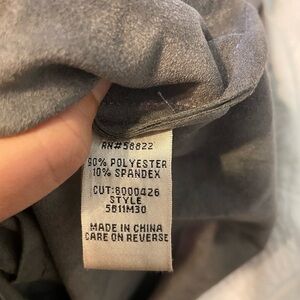 RN#58822
90% POLYESTER
10% SPANDEX
CUT:8000426
STYLE
5811M30
MADE IN CHINA
CARE ON REVERSE